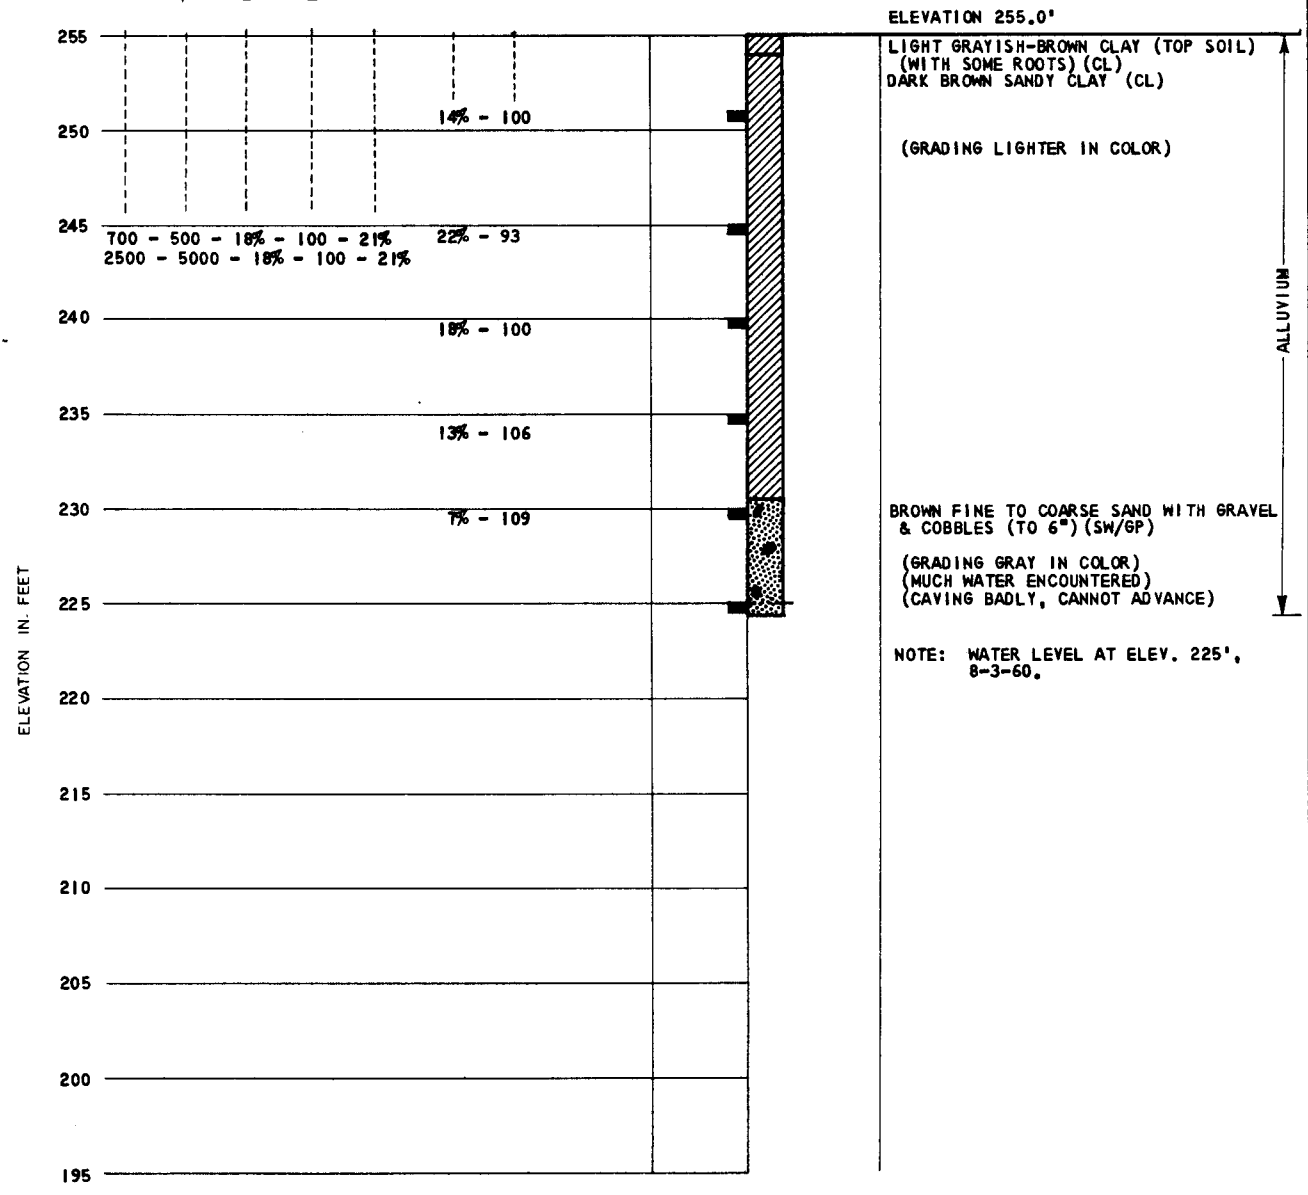 ELEVATION 255.0'
255
LIGHT GRAYISH-BROWN CLAY (TOP SOIL)
(WITH SOME ROOTS) (CL)
DARK BROWN SANDY CLAY (CL)
14% - 100
250
(GRADING LIGHTER IN COLOR)
245
700 - 500 - 18% - 100 - 21%
22% - 93
2500 - 5000 - 18% - 100 - 21%
240
18% - 100
ALLUVIUM
235
13% - 106
230
7% - 109
BROWN FINE TO COARSE SAND WITH GRAVEL
& COBBLES (TO 6") (SW/GP)
(GRADING GRAY IN COLOR)
(MUCH WATER ENCOUNTERED)
(CAVING BADLY, CANNOT ADVANCE)
225
ELEVATION IN FEET
NOTE: WATER LEVEL AT ELEV. 225',
8-3-60.
220
215
210
205
200
195